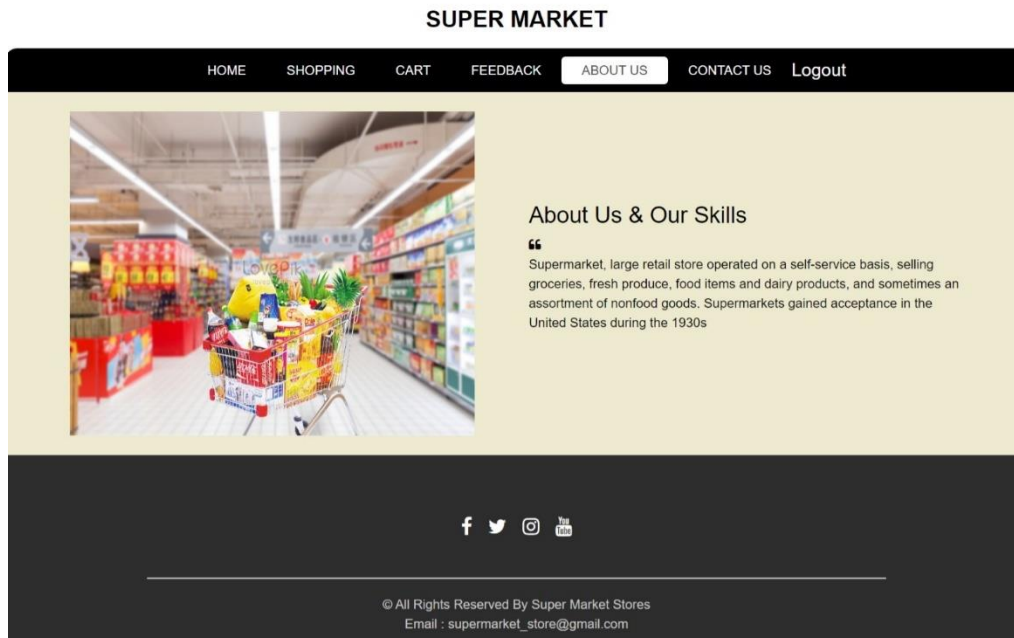 SUPER MARKET
HOME SHOPPING CART FEEDBACK ABOUT US CONTACT US Logout
LovePik
About Us & Our Skills
❝
Supermarket, large retail store operated on a self-service basis, selling
groceries, fresh produce, food items and dairy products, and sometimes an
assortment of nonfood goods. Supermarkets gained acceptance in the
United States during the 1930s
You
Tube
© All Rights Reserved By Super Market Stores
Email : supermarket_store@gmail.com